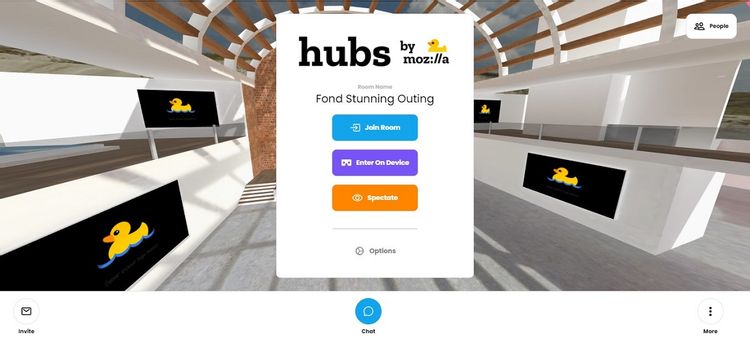 People
hubs by
moz://a
Room Name
Fond Stunning Outing
Join Room
Enter On Device
Spectate
Options
Invite
Chat
More